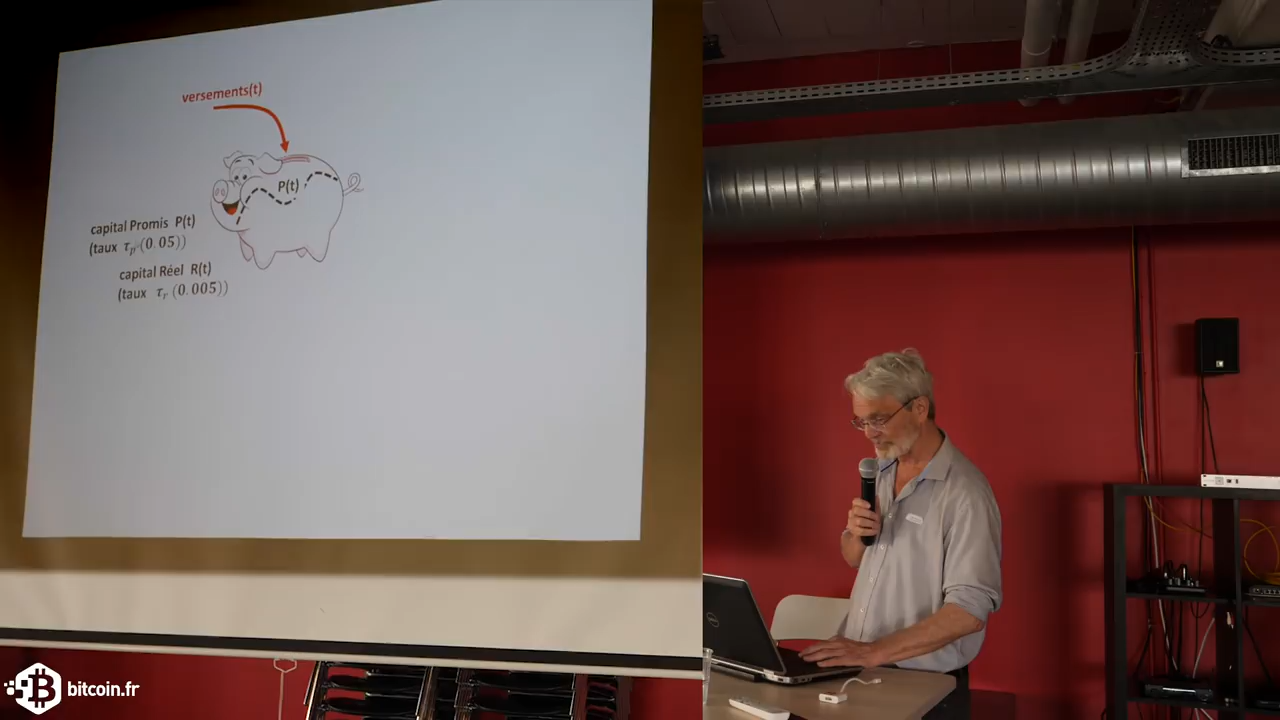 versements(t)
P(t)
capital Promis P(t)
(taux τp (0.05))
capital Réel R(t)
(taux τr (0.005))
bitcoin.fr